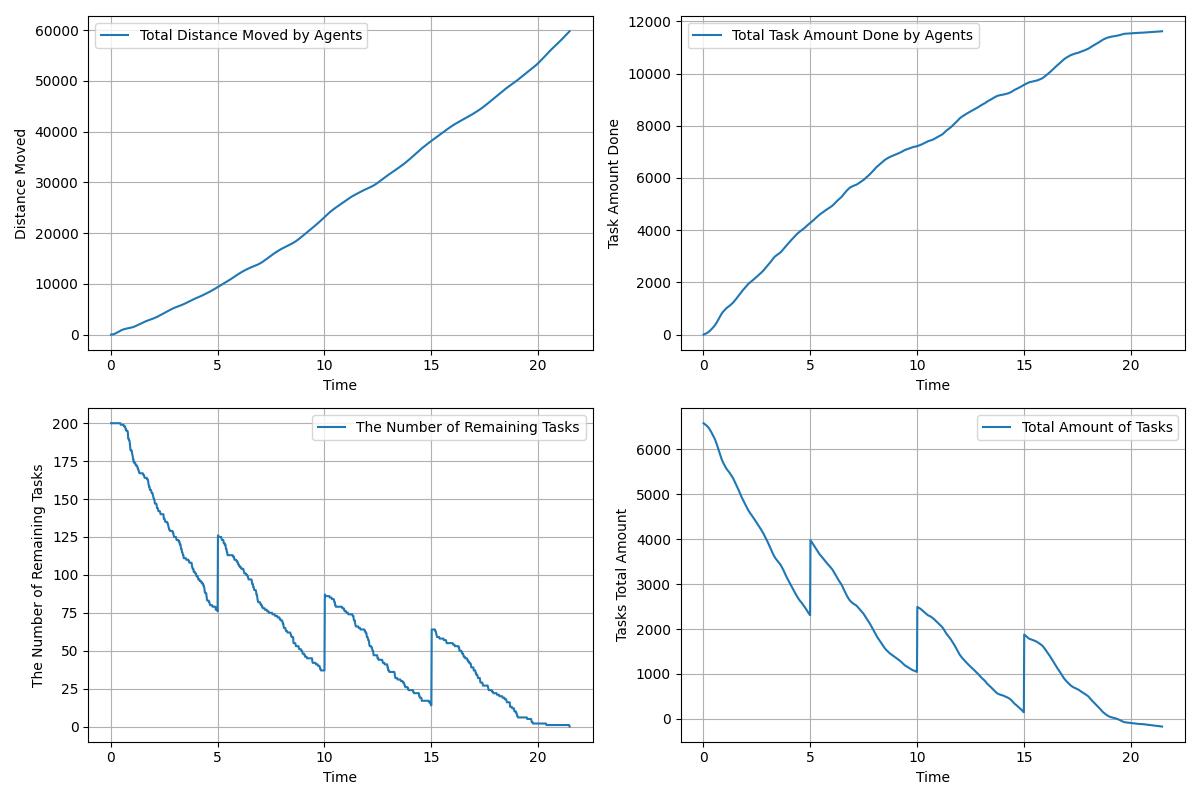 Total Distance Moved by Agents
Distance Moved
60000
50000
40000
30000
20000
10000
0
0 5 10 15 20
Time
Total Task Amount Done by Agents
Task Amount Done
12000
10000
8000
6000
4000
2000
0
0 5 10 15 20
Time
The Number of Remaining Tasks
The Number of Remaining Tasks
200
175
150
125
100
75
50
25
0
0 5 10 15 20
Time
Total Amount of Tasks
Tasks Total Amount
6000
5000
4000
3000
2000
1000
0
0 5 10 15 20
Time